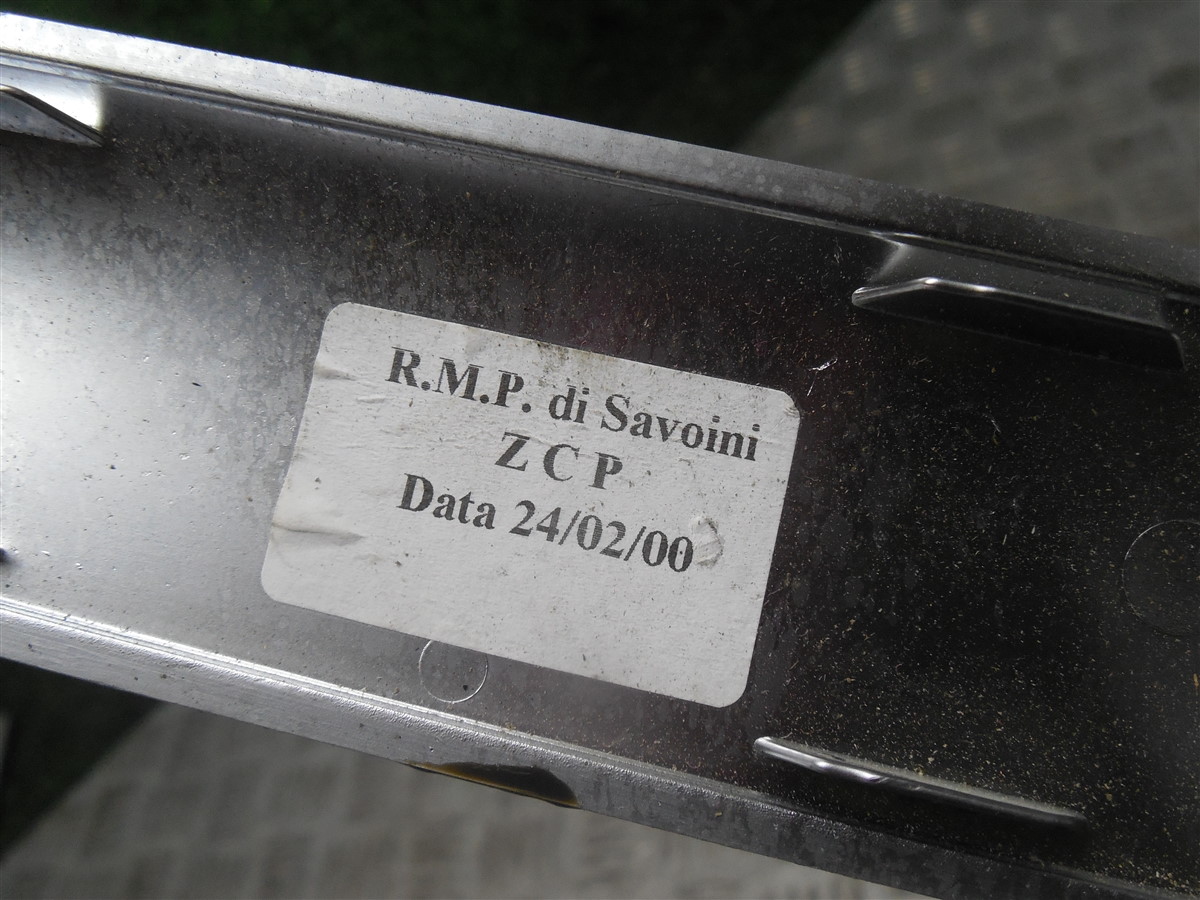 R.M.P. di Savoini
Z C P
Data 24/02/00